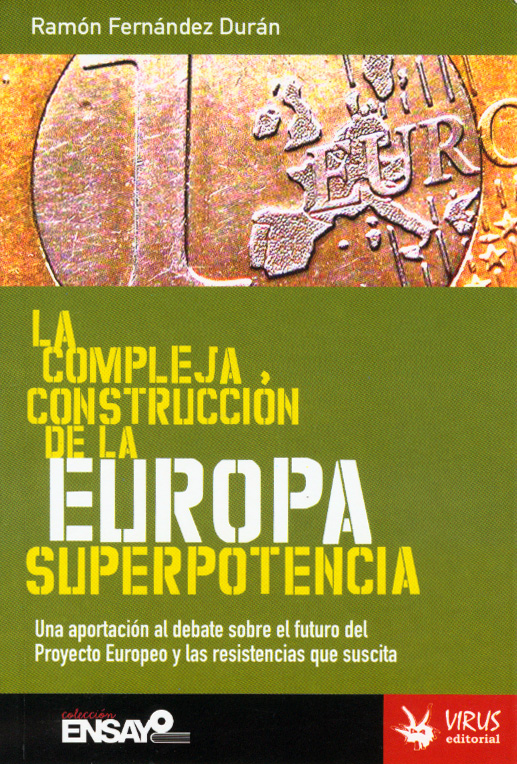 Ramón Fernández Durán
1 EURO
LA
COMPLEJA
CONSTRUCCIÓN
DE LA
EUROPA
SUPERPOTENCIA
Una aportación al debate sobre el futuro del
Proyecto Europeo y las resistencias que suscita
colección
ENSAYO
VIRUS
editorial